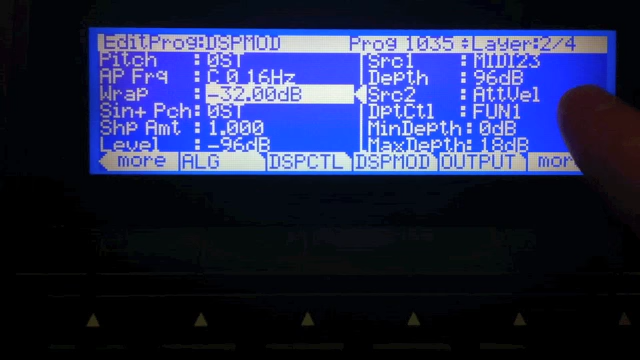 EditProg:DSPMOD Prog 1035 Layer:2/4
Pitch :0ST Src1 :MIDI23
AP Frq :C 0 16Hz Depth :96dB
Wrap :-32.00dB Src2 :AttVel
Sin+ Pch:0ST DptCtl :FUN1
Shp Amt :1.000 MinDepth:0dB
Level :-96dB MaxDepth:18dB
more ALG DSPCTL DSPMOD OUTPUT